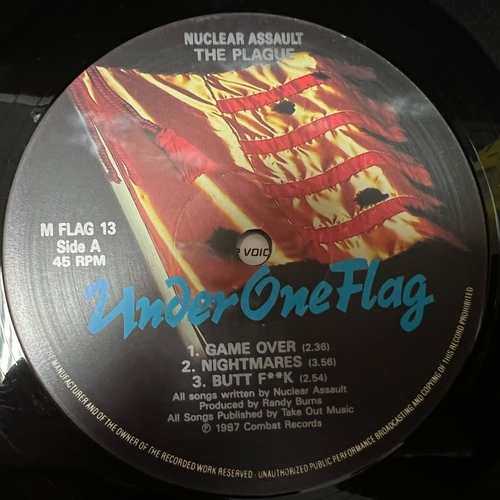 NUCLEAR ASSAULT
THE PLAGUE
M FLAG 13
Side A
45 RPM
VOIC
Under One Flag
1. GAME OVER (2.36)
2. NIGHTMARES (3.56)
3. BUTT F**K (2.54)
All songs written by Nuclear Assault
Produced by Randy Burns
All Songs Published by Take Out Music
℗ 1987 Combat Records
MANUFACTURER AND OF THE OWNER OF THE RECORDED WORK RESERVED · UNAUTHORIZED PUBLIC PERFORMANCE BROADCASTING AND COPYING OF THIS RECORD PROHIBITED